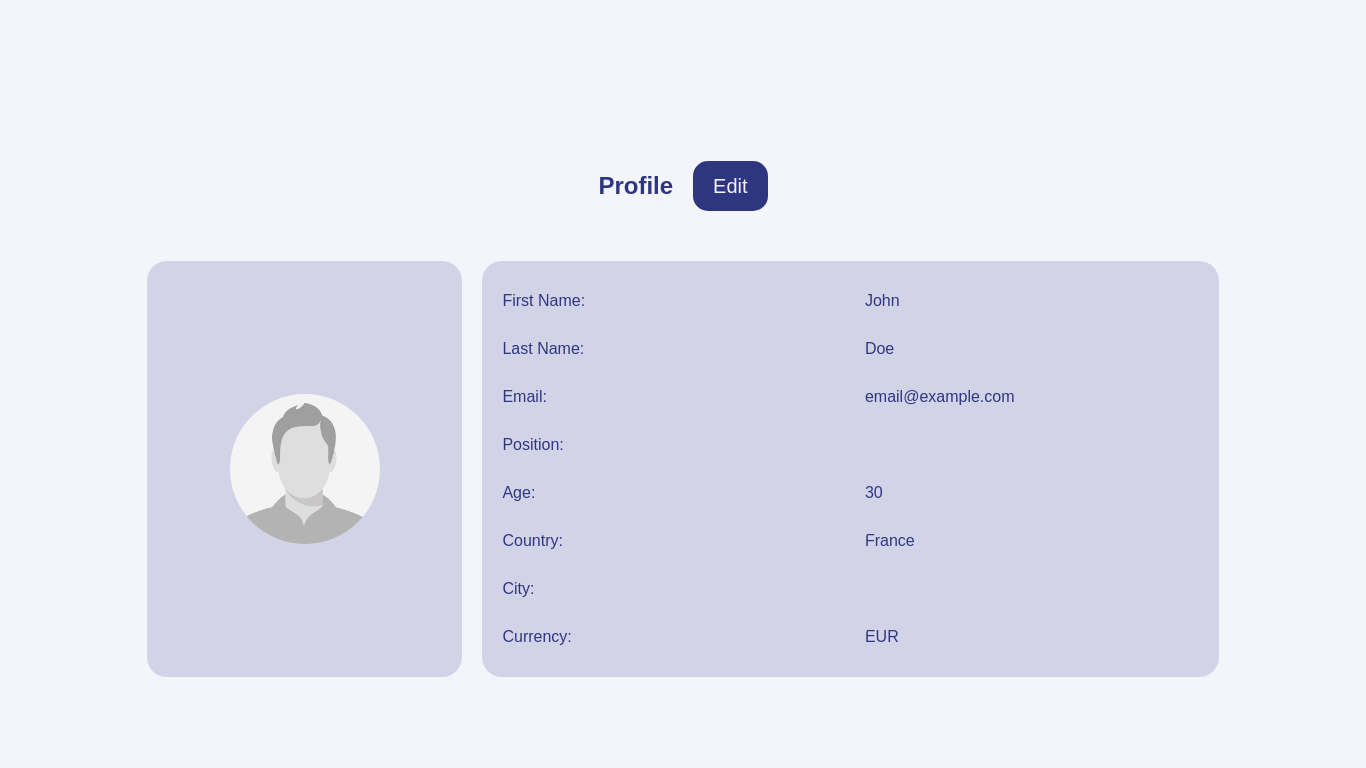 Profile Edit
First Name: John
Last Name: Doe
Email: email@example.com
Position:
Age: 30
Country: France
City:
Currency: EUR